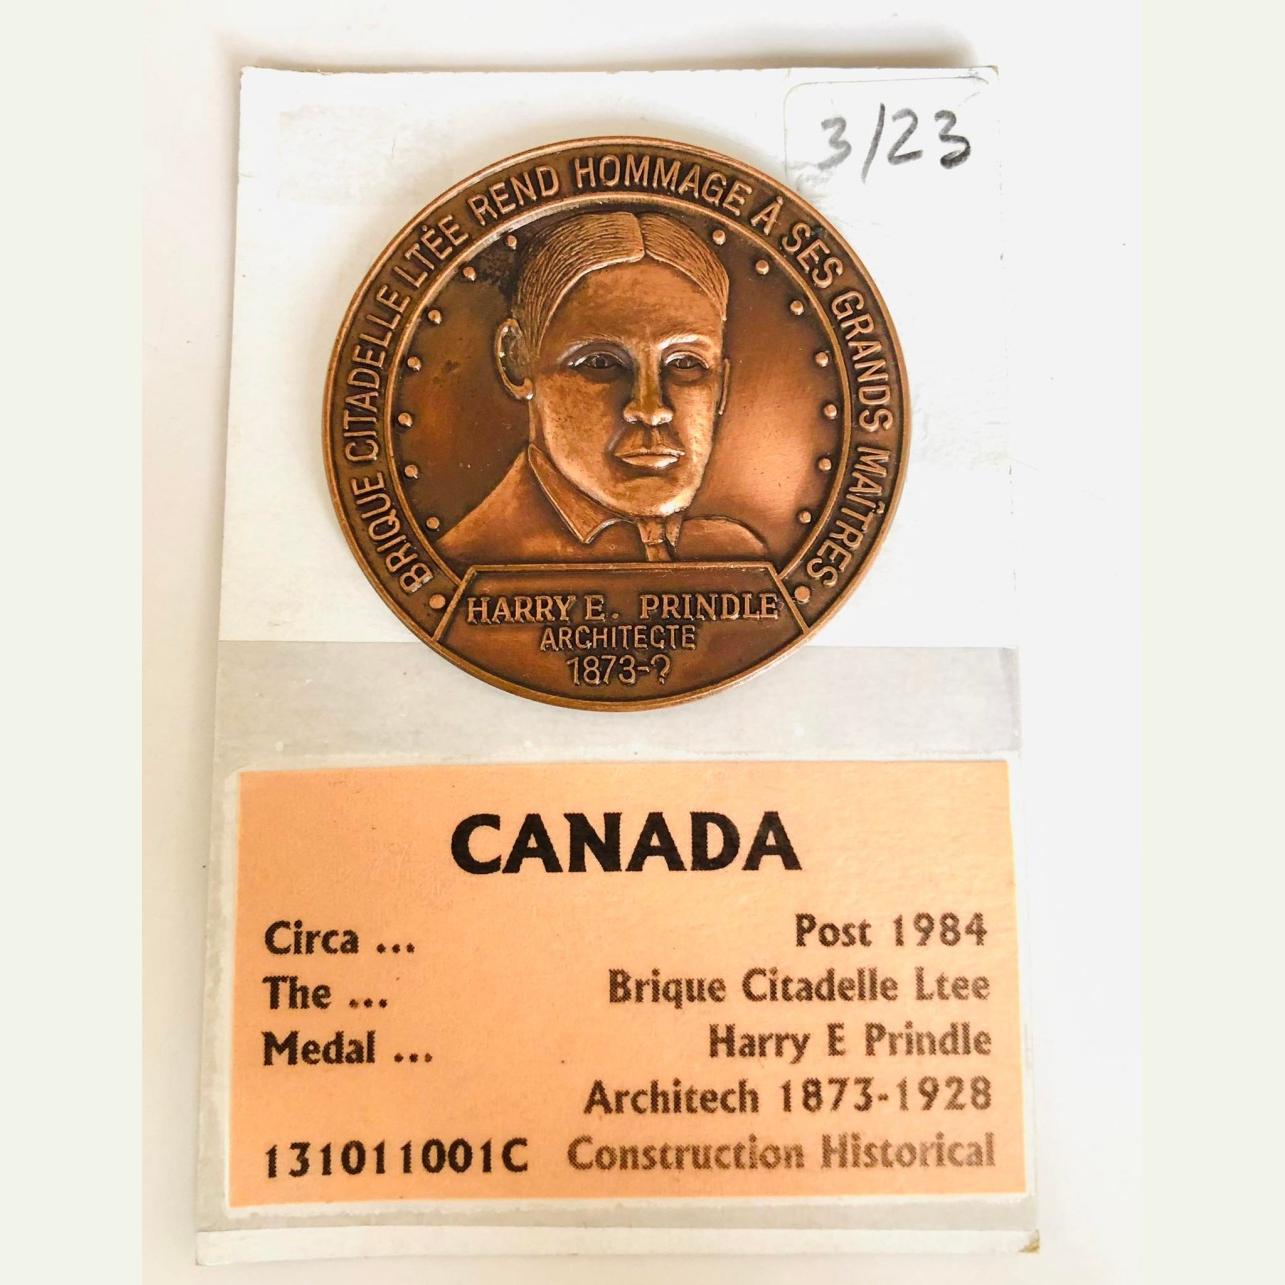 3/23
BRIQUE CITADELLE LTÉE REND HOMMAGE À SES GRANDS MAÎTRES
HARRY E. PRINDLE
ARCHITECTE
1873-?
CANADA
Circa ... Post 1984
The ... Brique Citadelle Ltee
Medal ... Harry E Prindle
Architech 1873-1928
131011001C Construction Historical